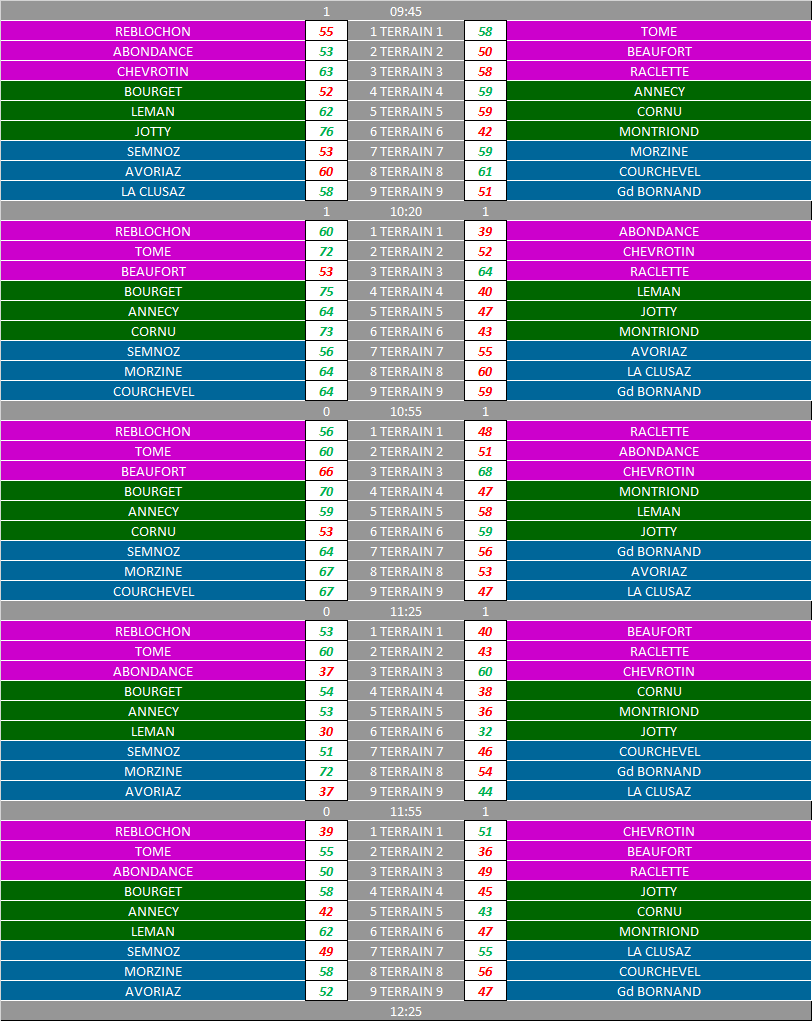 1 09:45
REBLOCHON 55 1 TERRAIN 1 58 TOME
ABONDANCE 53 2 TERRAIN 2 50 BEAUFORT
CHEVROTIN 63 3 TERRAIN 3 58 RACLETTE
BOURGET 52 4 TERRAIN 4 59 ANNECY
LEMAN 62 5 TERRAIN 5 59 CORNU
JOTTY 76 6 TERRAIN 6 42 MONTRIOND
SEMNOZ 53 7 TERRAIN 7 59 MORZINE
AVORIAZ 60 8 TERRAIN 8 61 COURCHEVEL
LA CLUSAZ 58 9 TERRAIN 9 51 Gd BORNAND
1 10:20 1
REBLOCHON 60 1 TERRAIN 1 39 ABONDANCE
TOME 72 2 TERRAIN 2 52 CHEVROTIN
BEAUFORT 53 3 TERRAIN 3 64 RACLETTE
BOURGET 75 4 TERRAIN 4 40 LEMAN
ANNECY 64 5 TERRAIN 5 47 JOTTY
CORNU 73 6 TERRAIN 6 43 MONTRIOND
SEMNOZ 56 7 TERRAIN 7 55 AVORIAZ
MORZINE 64 8 TERRAIN 8 60 LA CLUSAZ
COURCHEVEL 64 9 TERRAIN 9 59 Gd BORNAND
0 10:55 1
REBLOCHON 56 1 TERRAIN 1 48 RACLETTE
TOME 60 2 TERRAIN 2 51 ABONDANCE
BEAUFORT 66 3 TERRAIN 3 68 CHEVROTIN
BOURGET 70 4 TERRAIN 4 47 MONTRIOND
ANNECY 59 5 TERRAIN 5 58 LEMAN
CORNU 53 6 TERRAIN 6 59 JOTTY
SEMNOZ 64 7 TERRAIN 7 56 Gd BORNAND
MORZINE 67 8 TERRAIN 8 53 AVORIAZ
COURCHEVEL 67 9 TERRAIN 9 47 LA CLUSAZ
0 11:25 1
REBLOCHON 53 1 TERRAIN 1 40 BEAUFORT
TOME 60 2 TERRAIN 2 43 RACLETTE
ABONDANCE 37 3 TERRAIN 3 60 CHEVROTIN
BOURGET 54 4 TERRAIN 4 38 CORNU
ANNECY 53 5 TERRAIN 5 36 MONTRIOND
LEMAN 30 6 TERRAIN 6 32 JOTTY
SEMNOZ 51 7 TERRAIN 7 46 COURCHEVEL
MORZINE 72 8 TERRAIN 8 54 Gd BORNAND
AVORIAZ 37 9 TERRAIN 9 44 LA CLUSAZ
0 11:55 1
REBLOCHON 39 1 TERRAIN 1 51 CHEVROTIN
TOME 55 2 TERRAIN 2 36 BEAUFORT
ABONDANCE 50 3 TERRAIN 3 49 RACLETTE
BOURGET 58 4 TERRAIN 4 45 JOTTY
ANNECY 42 5 TERRAIN 5 43 CORNU
LEMAN 62 6 TERRAIN 6 47 MONTRIOND
SEMNOZ 49 7 TERRAIN 7 55 LA CLUSAZ
MORZINE 58 8 TERRAIN 8 56 COURCHEVEL
AVORIAZ 52 9 TERRAIN 9 47 Gd BORNAND
12:25